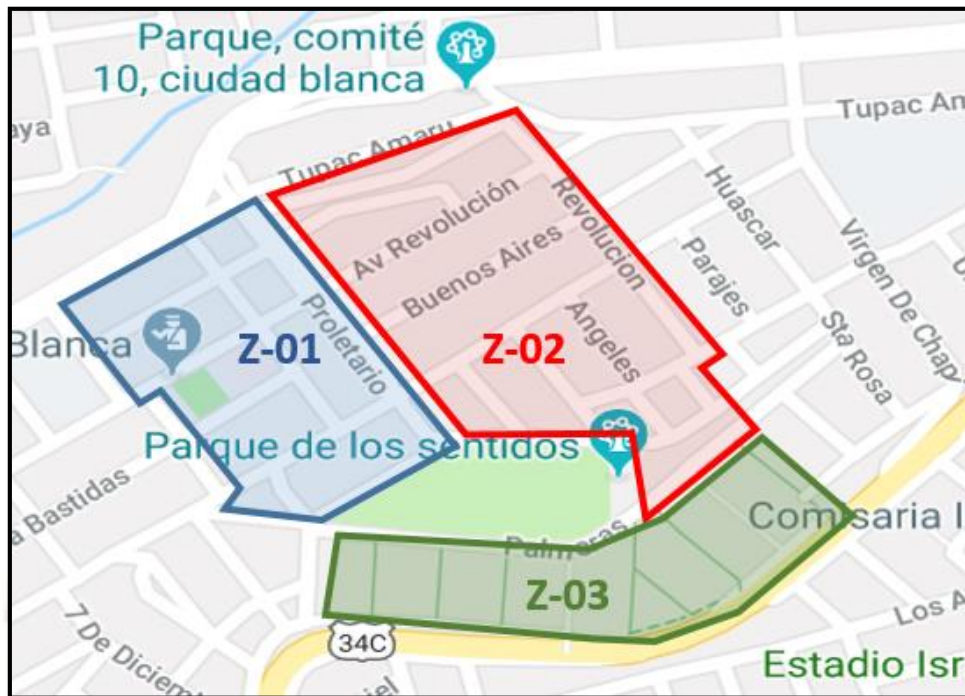 Parque, comité
10, ciudad blanca
aya
Tupac Amaru
Tupac Am
Av Revolución
Revolucion
Huascar
Buenos Aires
Parajes
Virgen De Chap
Blanca
Z-01
Proletario
Z-02
Angeles
Sta Rosa
Parque de los sentidos
a Bastidas
Palmeras
Comisaria I
Z-03
7 De Diciemb
34C
Los A
iel
Estadio Isr